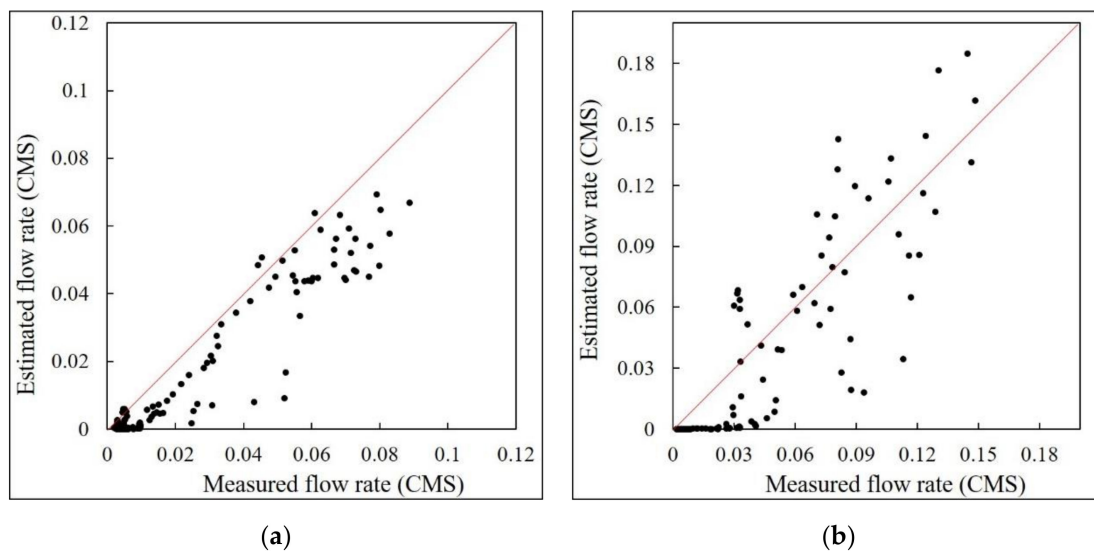 0.12
0.1
0.08
0.06
0.04
0.02
0
Estimated flow rate (CMS)
0 0.02 0.04 0.06 0.08 0.1 0.12
Measured flow rate (CMS)
(a)
0.18
0.15
0.12
0.09
0.06
0.03
0
Estimated flow rate (CMS)
0 0.03 0.06 0.09 0.12 0.15 0.18
Measured flow rate (CMS)
(b)